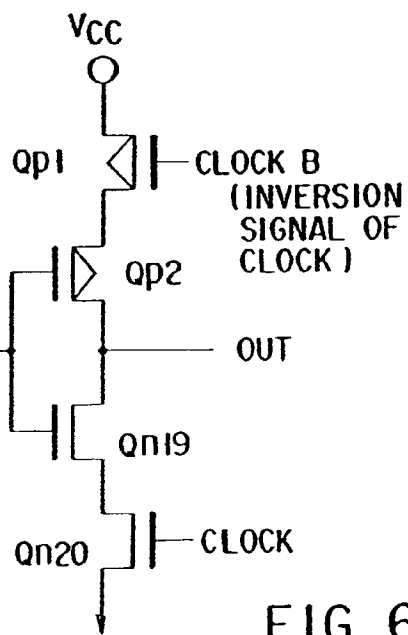 VCC
Qp1
CLOCK B
(INVERSION
SIGNAL OF
CLOCK)
Qp2
OUT
Qn19
Qn20
CLOCK
FIG 6